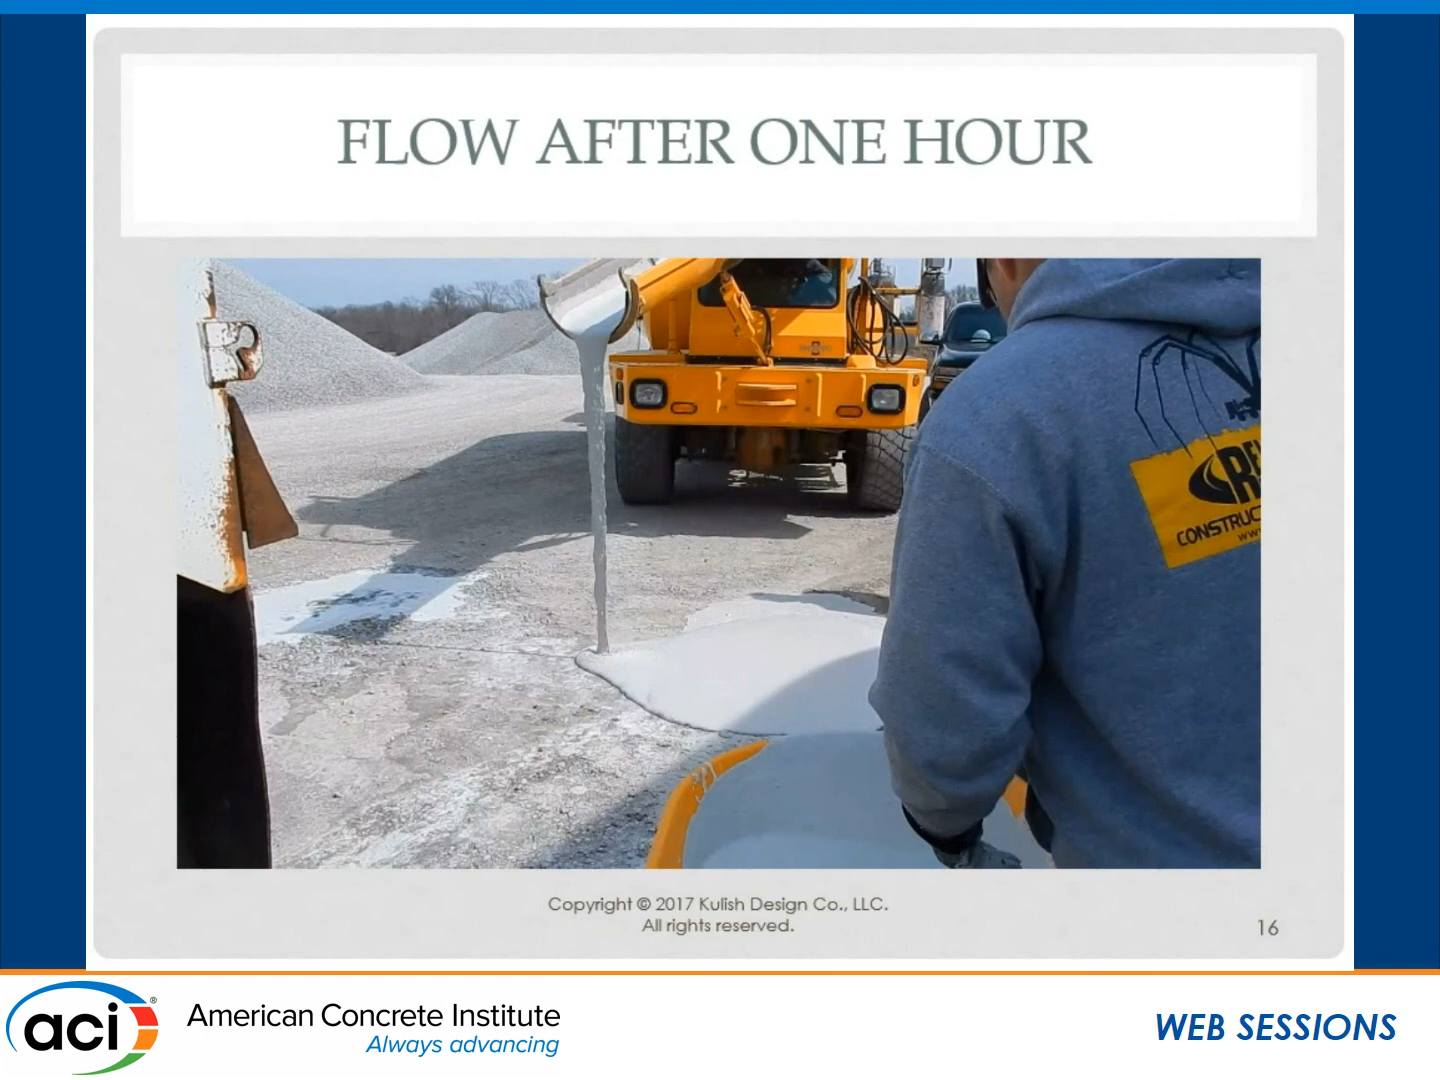 FLOW AFTER ONE HOUR
CONSTRUC
Copyright © 2017 Kulish Design Co., LLC.
All rights reserved.
16
aci®
American Concrete Institute
Always advancing
WEB SESSIONS